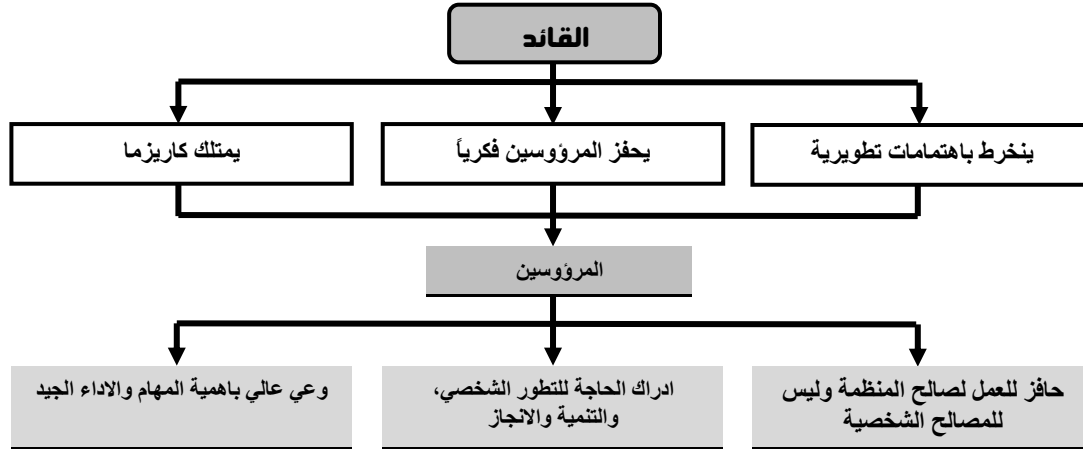 القائد
ينخرط باهتمامات تطويرية
يحفز المرؤوسين فكرياً
يمتلك كاريزما
المرؤوسين
حافز للعمل لصالح المنظمة وليس
للمصالح الشخصية
ادراك الحاجة للتطور الشخصي،
والتنمية والانجاز
وعي عالي باهمية المهام والاداء الجيد